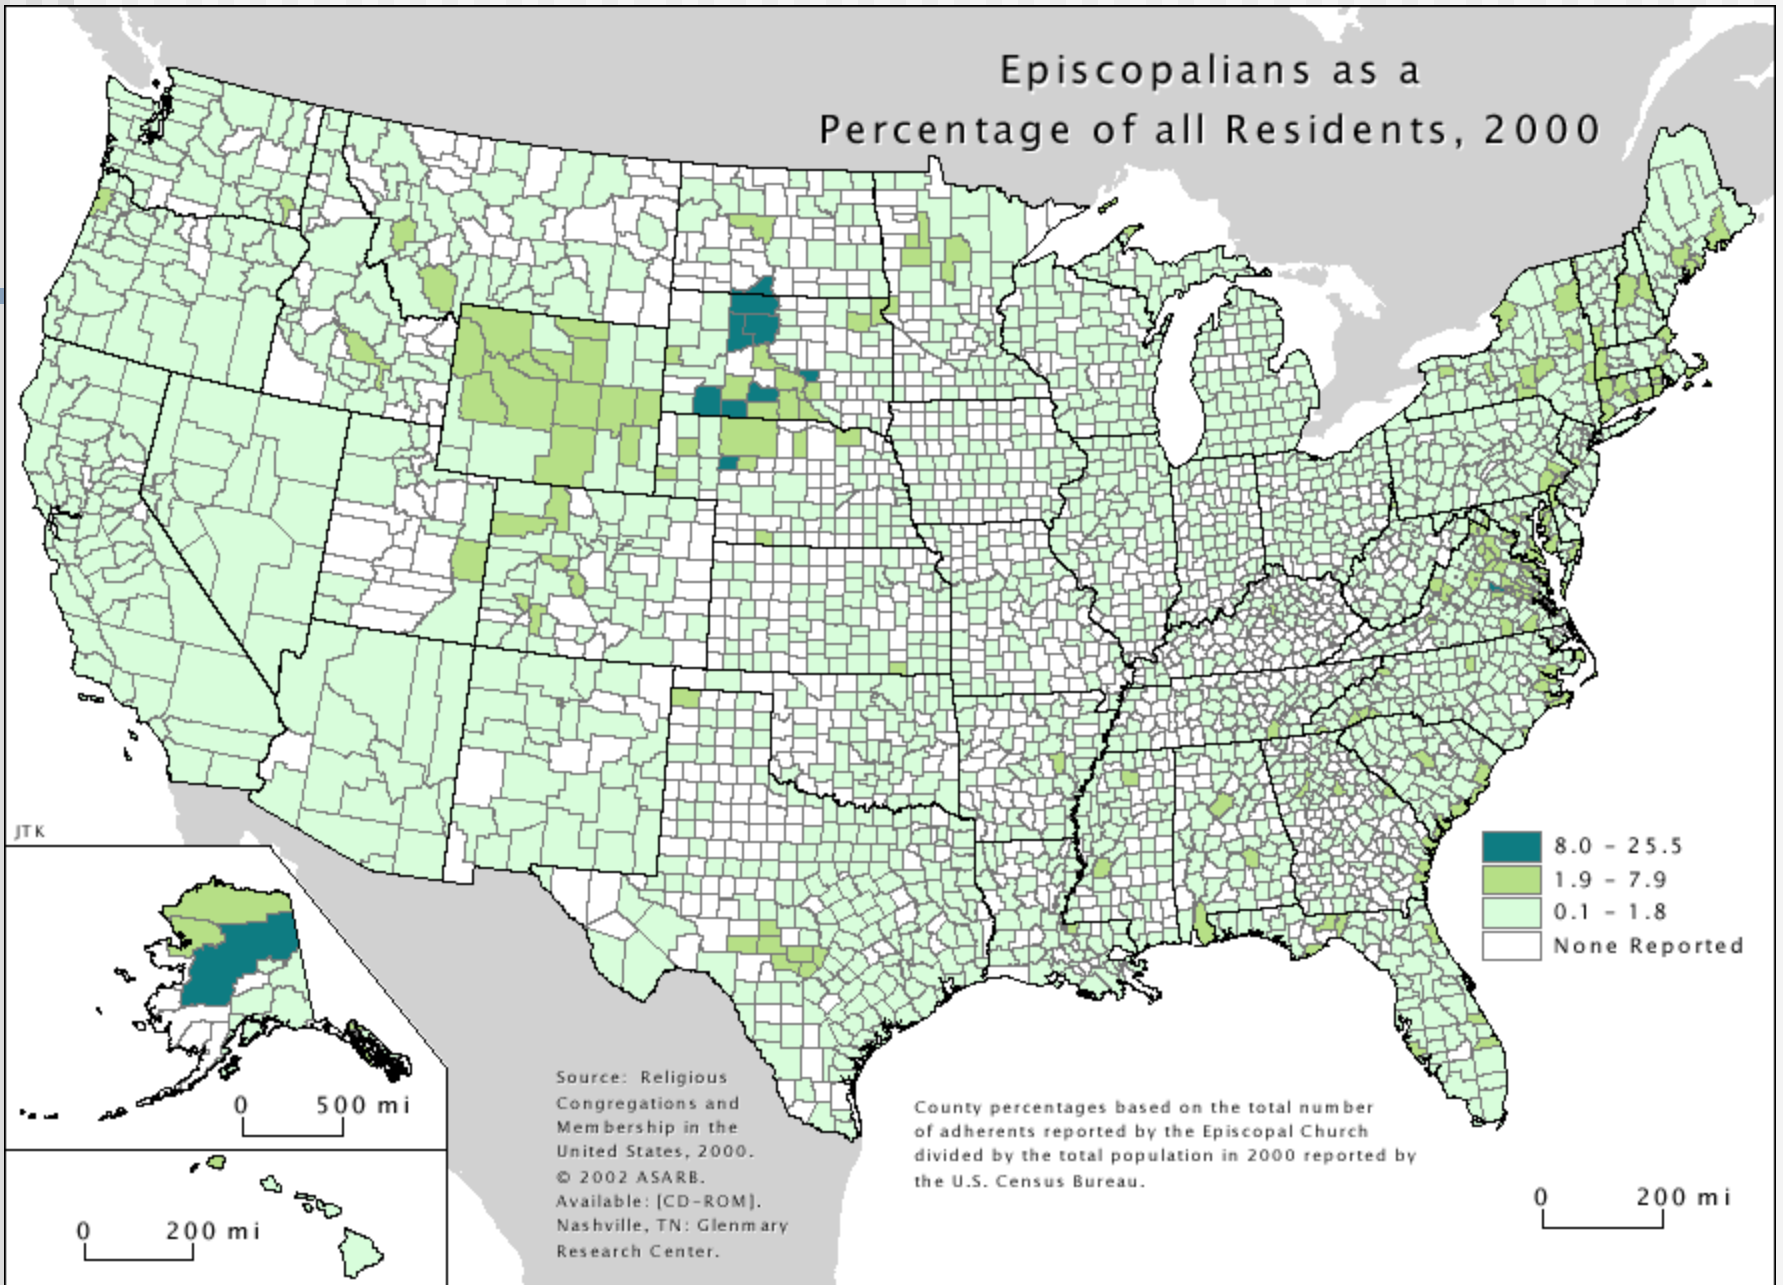 Episcopalians as a
Percentage of all Residents, 2000
JTK
8.0 - 25.5
1.9 - 7.9
0.1 - 1.8
None Reported
0 500 mi
0 200 mi
Source: Religious
Congregations and
Membership in the
United States, 2000.
© 2002 ASARB.
Available: [CD-ROM].
Nashville, TN: Glenmary
Research Center.
County percentages based on the total number
of adherents reported by the Episcopal Church
divided by the total population in 2000 reported by
the U.S. Census Bureau.
0 200 mi